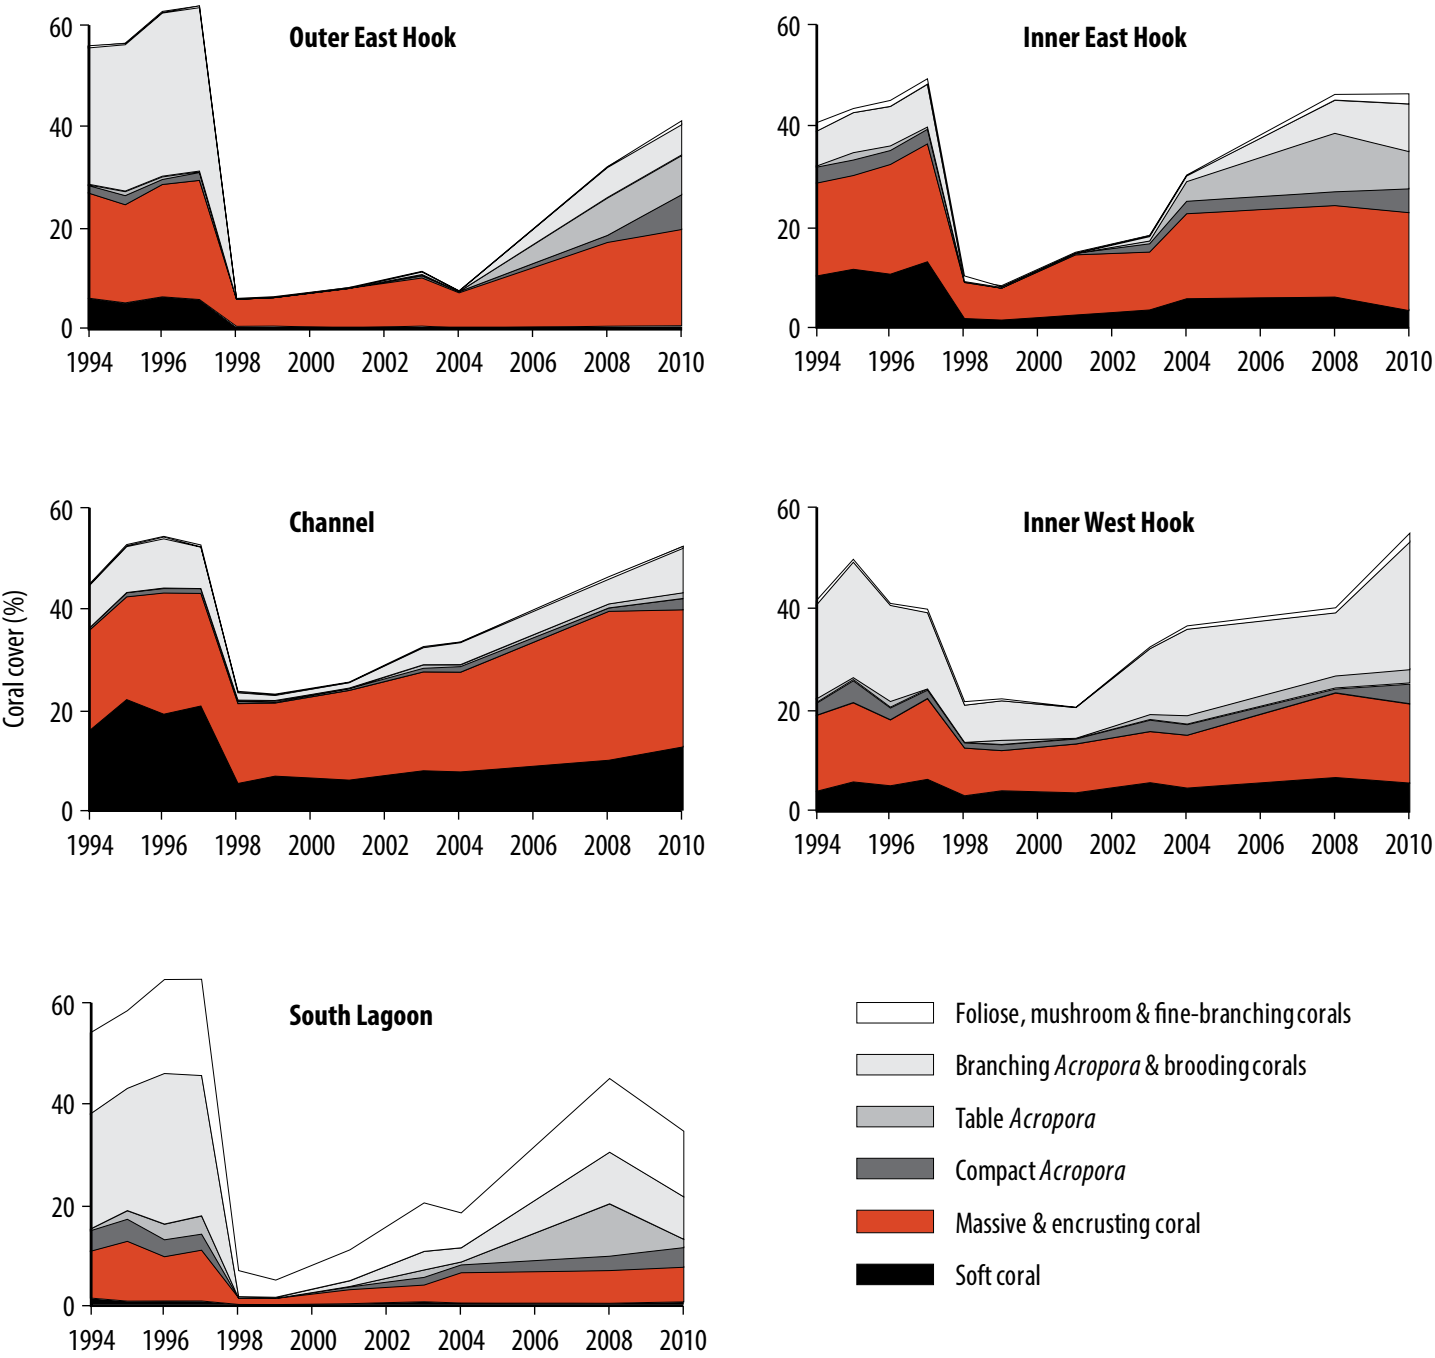 Outer East Hook
60
40
20
0
1994 1996 1998 2000 2002 2004 2006 2008 2010
Inner East Hook
60
40
20
0
1994 1996 1998 2000 2002 2004 2006 2008 2010
Coral cover (%)
Channel
60
40
20
0
1994 1996 1998 2000 2002 2004 2006 2008 2010
Inner West Hook
60
40
20
0
1994 1996 1998 2000 2002 2004 2006 2008 2010
South Lagoon
60
40
20
0
1994 1996 1998 2000 2002 2004 2006 2008 2010
Foliose, mushroom & fine-branching corals
Branching Acropora & brooding corals
Table Acropora
Compact Acropora
Massive & encrusting coral
Soft coral